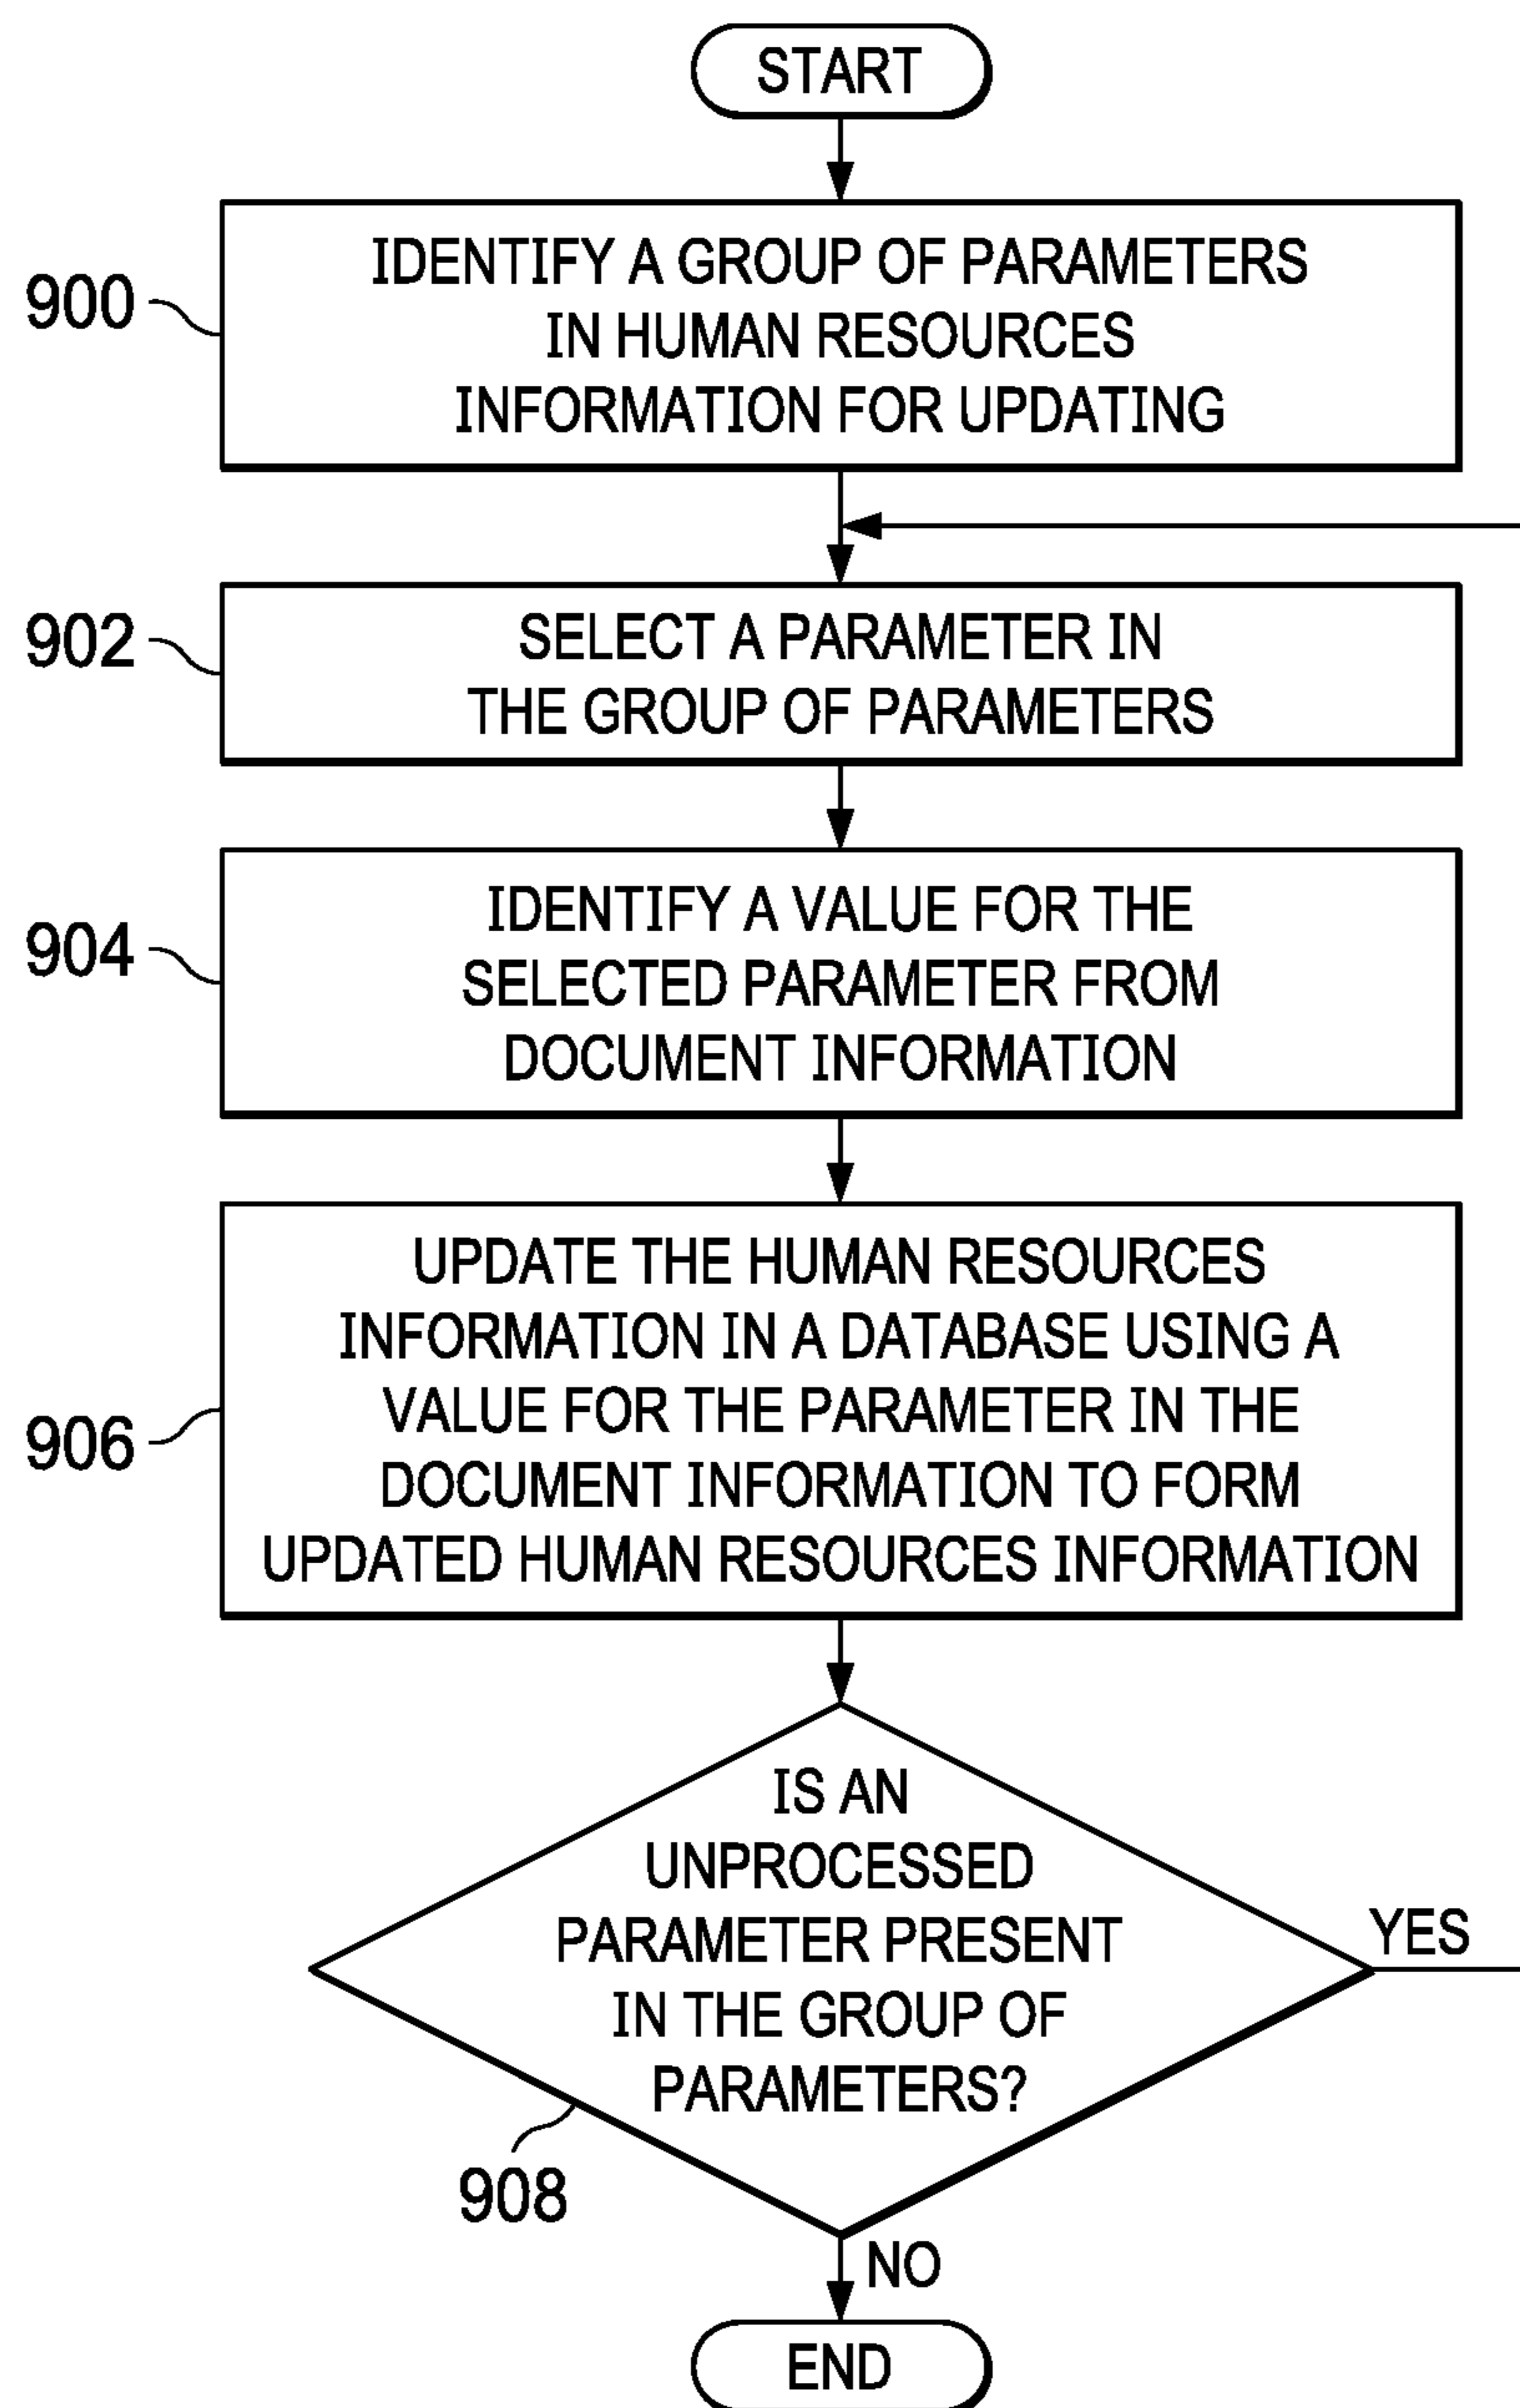 START
900
IDENTIFY A GROUP OF PARAMETERS
IN HUMAN RESOURCES
INFORMATION FOR UPDATING
902
SELECT A PARAMETER IN
THE GROUP OF PARAMETERS
904
IDENTIFY A VALUE FOR THE
SELECTED PARAMETER FROM
DOCUMENT INFORMATION
906
UPDATE THE HUMAN RESOURCES
INFORMATION IN A DATABASE USING A
VALUE FOR THE PARAMETER IN THE
DOCUMENT INFORMATION TO FORM
UPDATED HUMAN RESOURCES INFORMATION
IS AN
UNPROCESSED
PARAMETER PRESENT
IN THE GROUP OF
PARAMETERS?
YES
908
NO
END